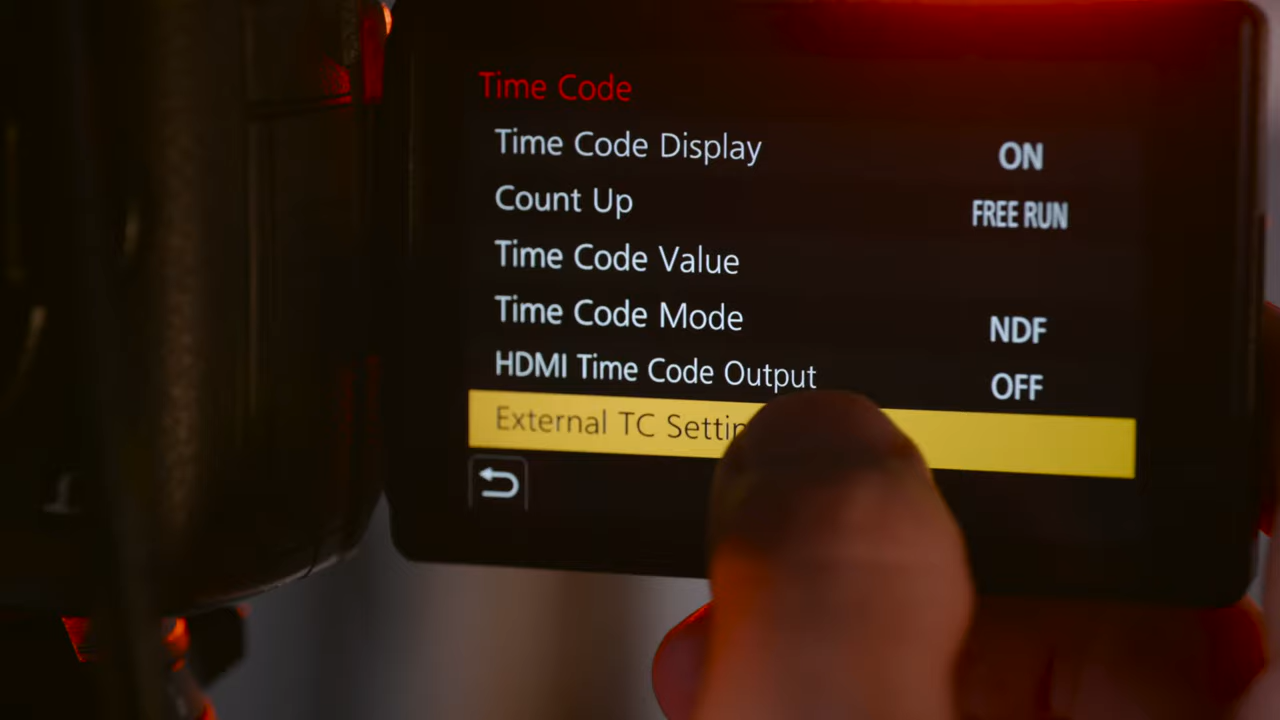 Time Code
Time Code Display ON
Count Up FREE RUN
Time Code Value
Time Code Mode NDF
HDMI Time Code Output OFF
External TC